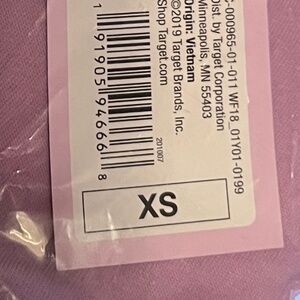 C-000965-01-011 WF18_01Y01-0199
Dist. by Target Corporation
Minneapolis, MN 55403
Origin: Vietnam
©2019 Target Brands, Inc.
Shop Target.com
201007
1 91905 94666 8
XS